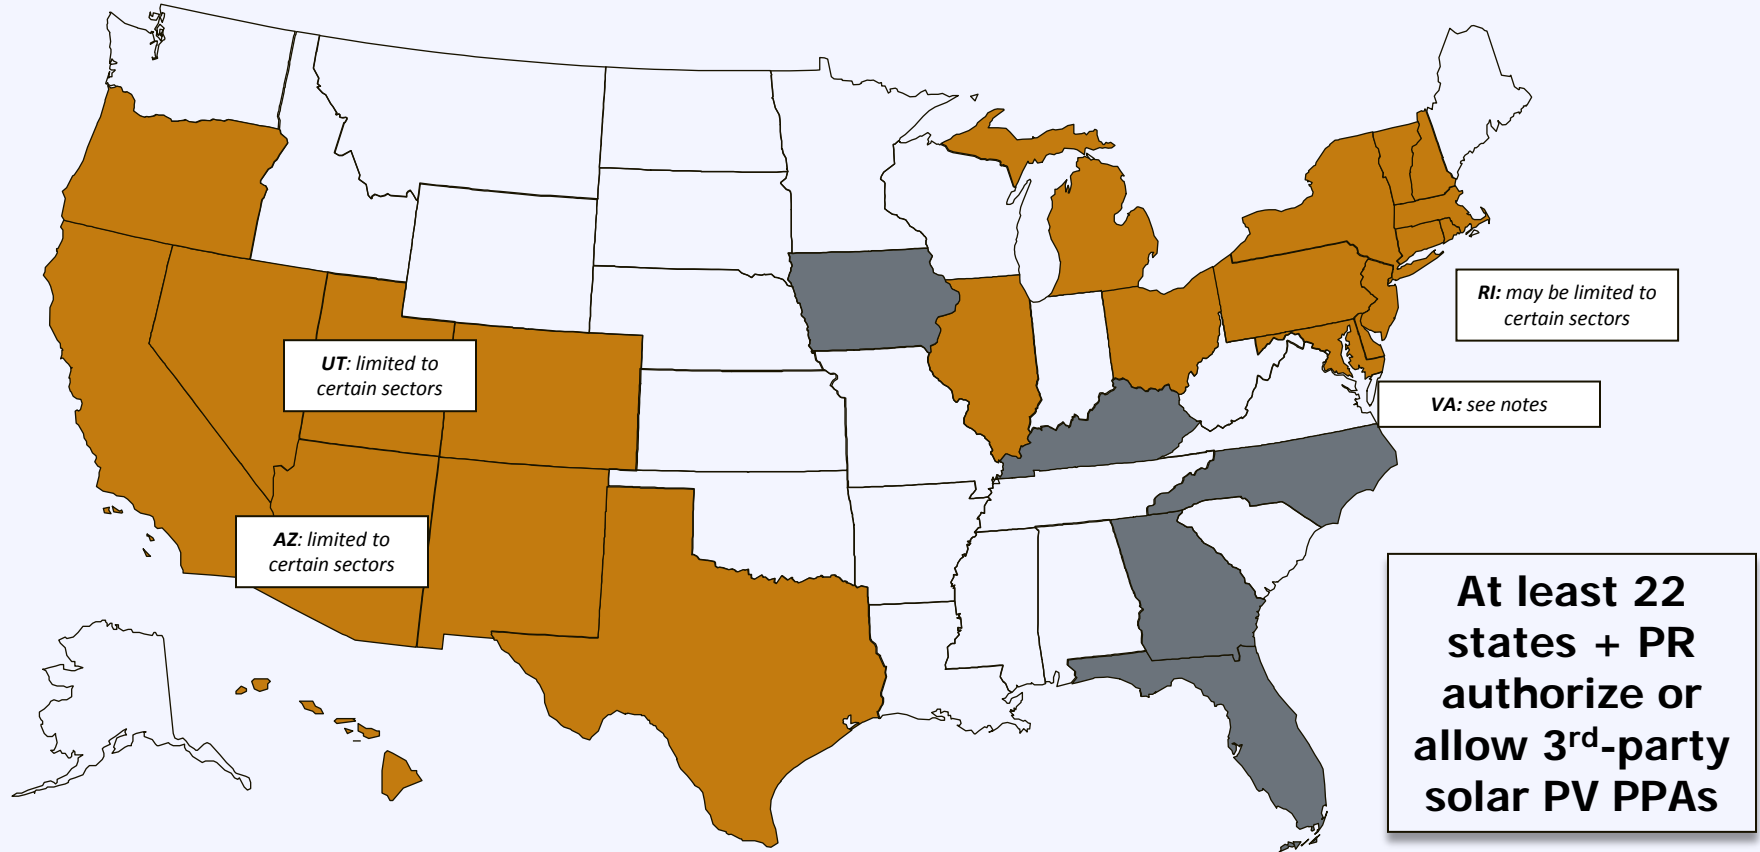 RI: may be limited to
certain sectors
UT: limited to
certain sectors
VA: see notes
AZ: limited to
certain sectors
At least 22
states + PR
authorize or
allow 3rd-party
solar PV PPAs